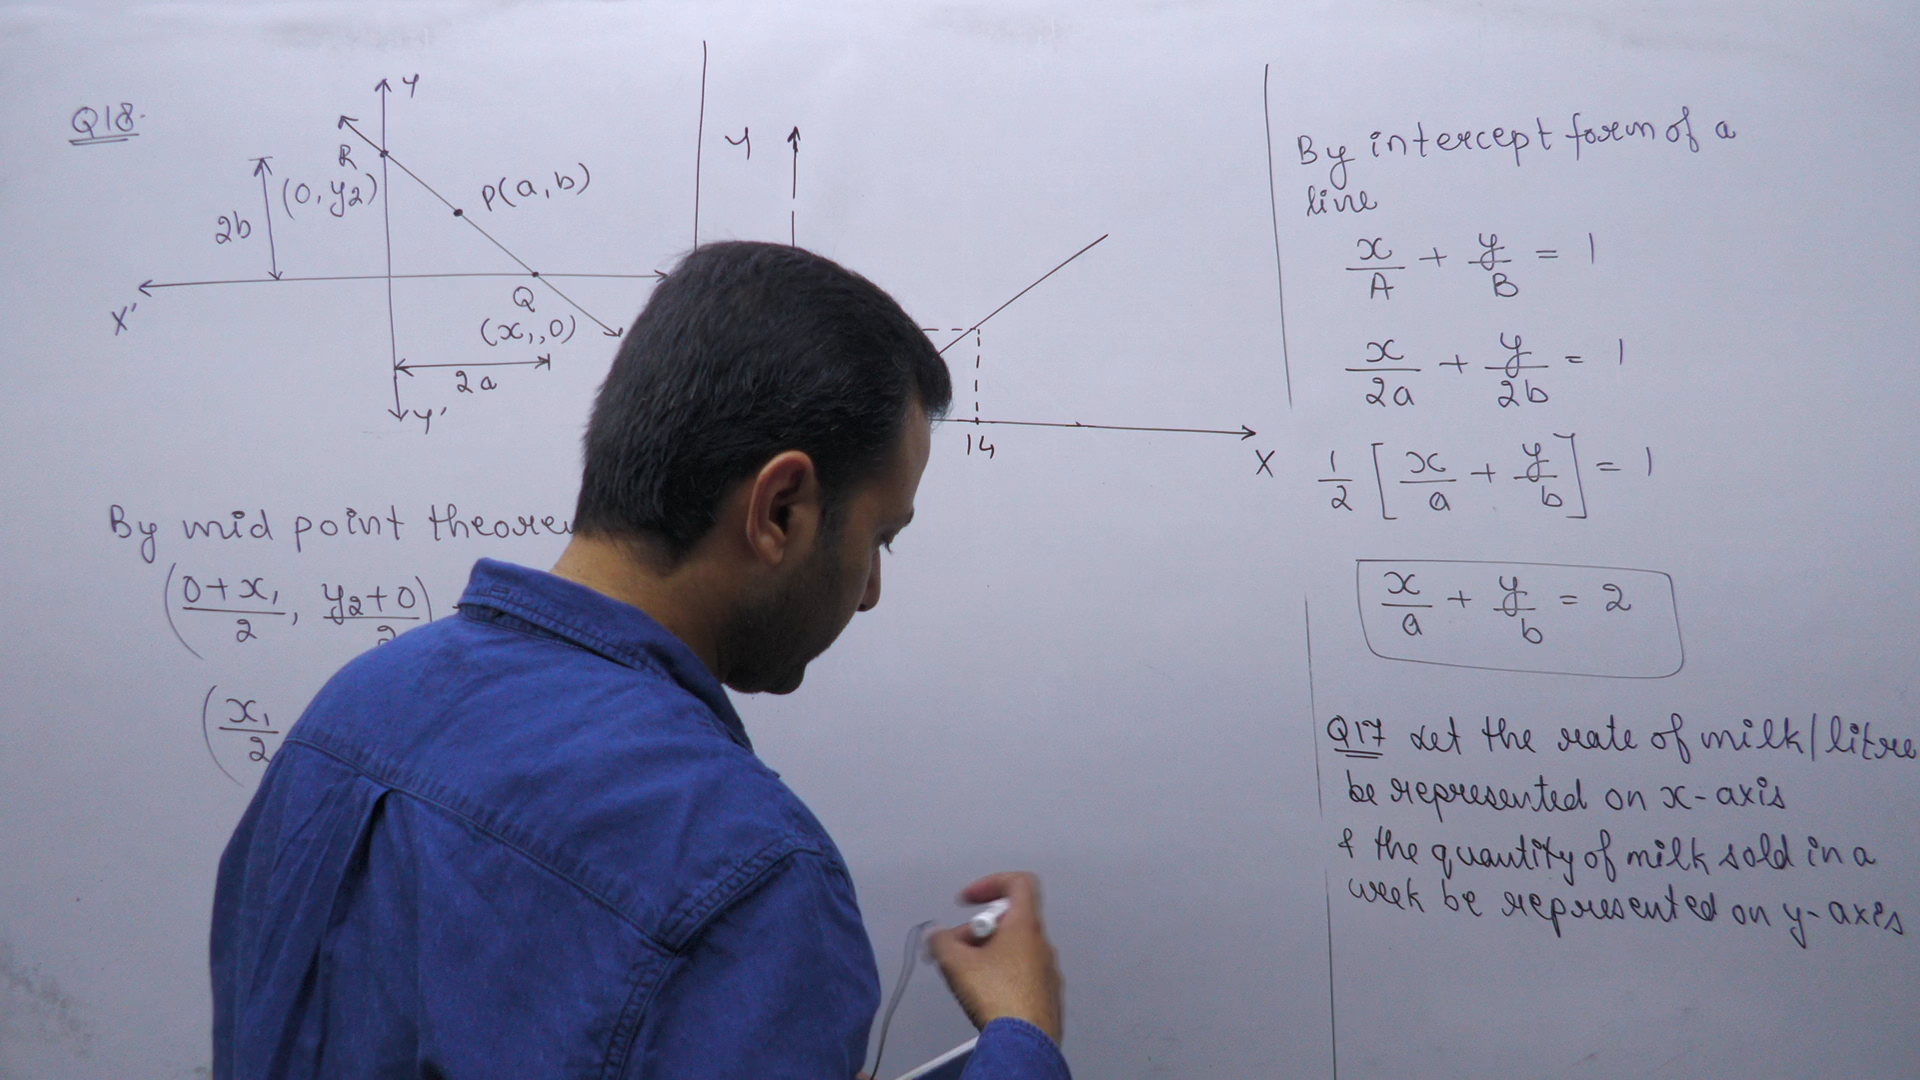 Q18.
Y
R
(0, y2)
P(a, b)
2b
X'
Q
(x1, 0)
2a
Y'
By mid point
(0+x1/2, y2+0/2)
(x1/2
Y
14
X
By intercept form of a
line
x/A + y/B = 1
x/2a + y/2b = 1
1/2 [x/a + y/b] = 1
x/a + y/b = 2
Q17 Let the rate of milk/litre
be represented on x-axis
& the quantity of milk sold in a
week be represented on y-axis